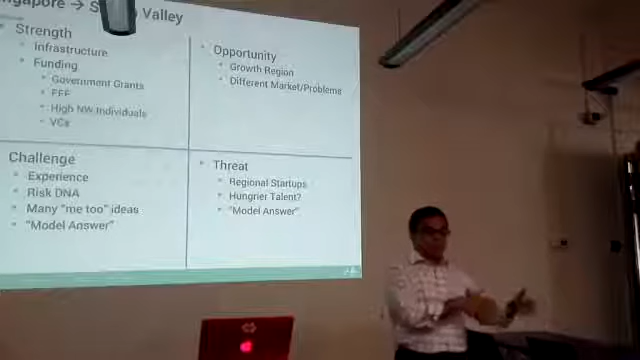 Singapore → S Valley
Strength
Infrastructure
Funding
Government Grants
FFF
High NW Individuals
VCs
Opportunity
Growth Region
Different Market/Problems
Challenge
Experience
Risk DNA
Many "me too" ideas
"Model Answer"
Threat
Regional Startups
Hungrier Talent?
"Model Answer"